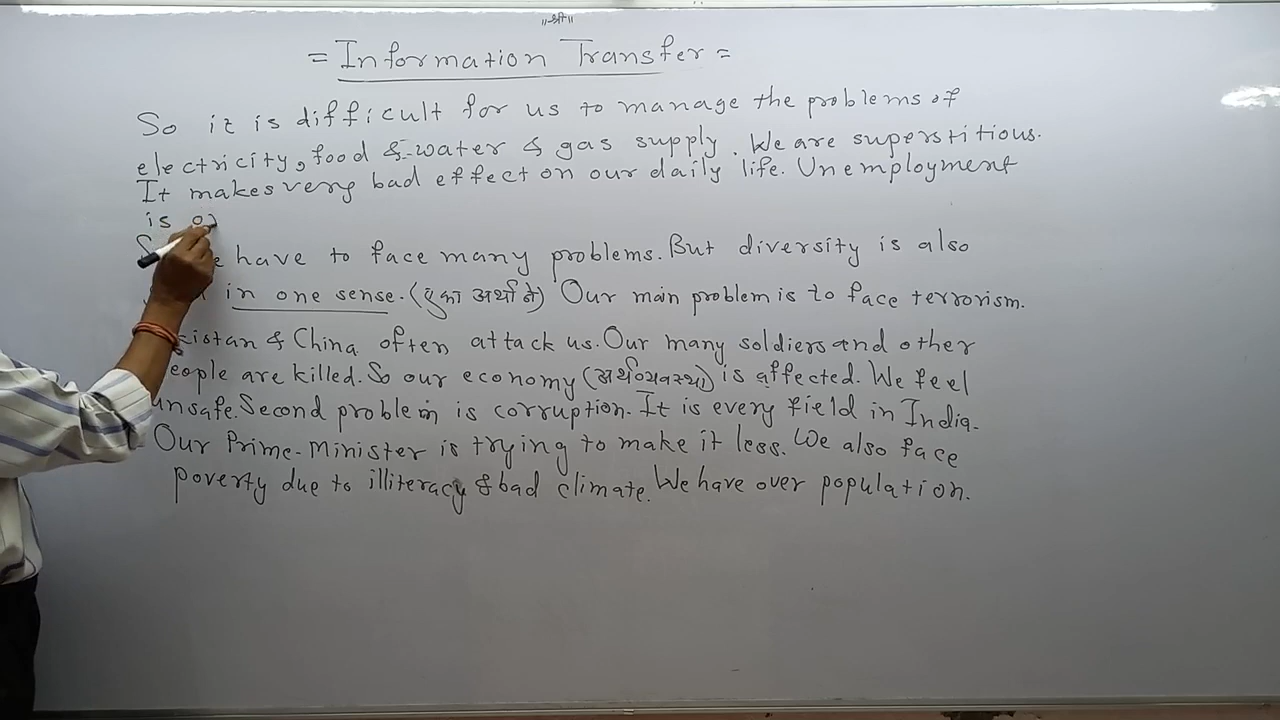 ॥श्री॥
= Information Transfer =
So it is difficult for us to manage the problems of
electricity, food & water & gas supply. We are superstitious.
It makes very bad effect on our daily life. Unemployment
is
have to face many problems. But diversity is also
in one sense. (एका अर्थाने) Our main problem is to face terrorism.
kistan & China often attack us. Our many soldiers and other
eople are killed. So our economy (अर्थव्यवस्था) is affected. We feel
unsafe. Second problem is corruption. It is every field in India.
Our Prime-Minister is trying to make it less. We also face
poverty due to illiteracy & bad climate. We have over population.